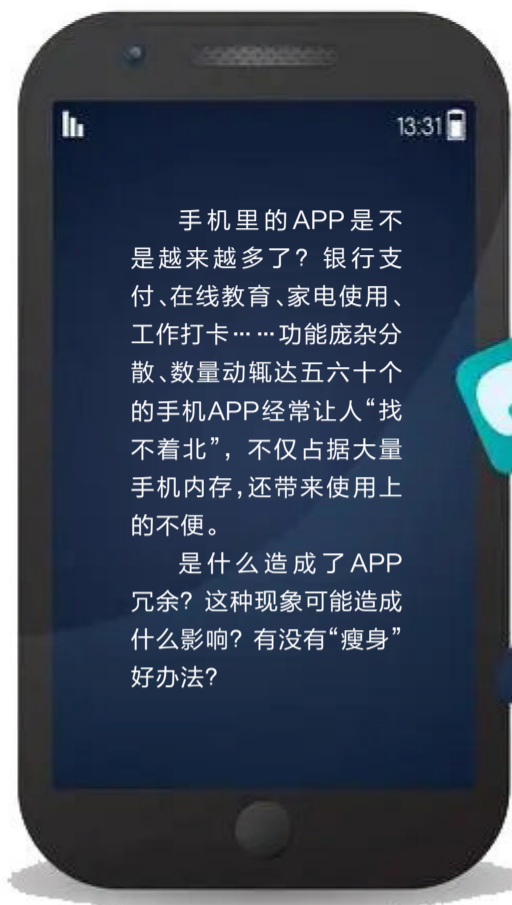 13:31
手机里的APP是不
是越来越多了？银行支
付、在线教育、家电使用、
工作打卡……功能庞杂分
散、数量动辄达五六十个
的手机APP经常让人“找
不着北”，不仅占据大量
手机内存,还带来使用上
的不便。
是什么造成了APP
冗余？这种现象可能造成
什么影响？有没有“瘦身”
好办法？